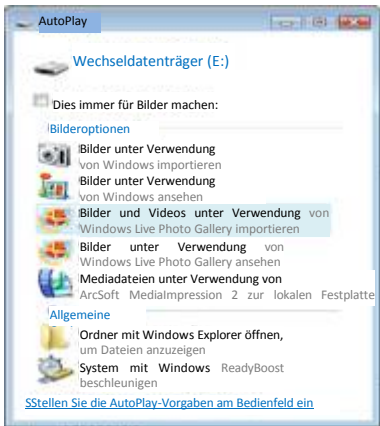 AutoPlay
Wechseldatenträger (E:)
Dies immer für Bilder machen:
Bilderoptionen
Bilder unter Verwendung
von Windows importieren
Bilder unter Verwendung
von Windows ansehen
Bilder und Videos unter Verwendung von
Windows Live Photo Gallery importieren
Bilder unter Verwendung von
Windows Live Photo Gallery ansehen
Mediadateien unter Verwendung von
ArcSoft MediaImpression 2 zur lokalen Festplatte
Allgemeine
Ordner mit Windows Explorer öffnen,
um Dateien anzuzeigen
System mit Windows ReadyBoost
beschleunigen
SStellen Sie die AutoPlay-Vorgaben am Bedienfeld ein